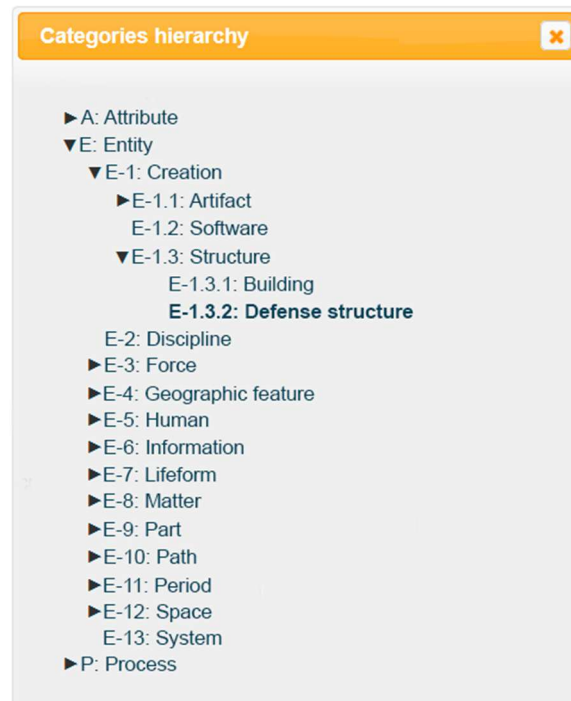 Categories hierarchy
A: Attribute
E: Entity
E-1: Creation
E-1.1: Artifact
E-1.2: Software
E-1.3: Structure
E-1.3.1: Building
E-1.3.2: Defense structure
E-2: Discipline
E-3: Force
E-4: Geographic feature
E-5: Human
E-6: Information
E-7: Lifeform
E-8: Matter
E-9: Part
E-10: Path
E-11: Period
E-12: Space
E-13: System
P: Process